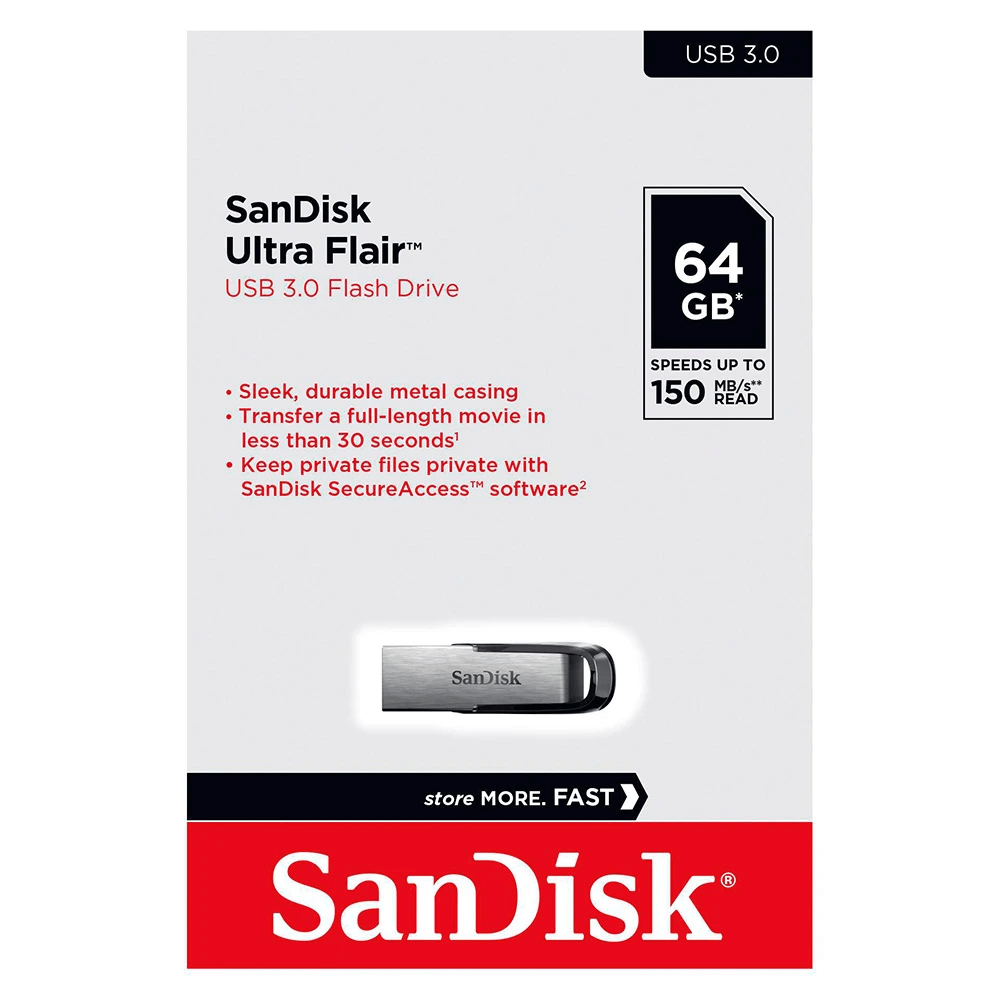 USB 3.0
SanDisk
Ultra Flair™
USB 3.0 Flash Drive
64
GB*
SPEEDS UP TO
150 MB/s**
READ
• Sleek, durable metal casing
• Transfer a full-length movie in
less than 30 seconds¹
• Keep private files private with
SanDisk SecureAccess™ software²
SanDisk
store MORE. FAST
SanDisk®